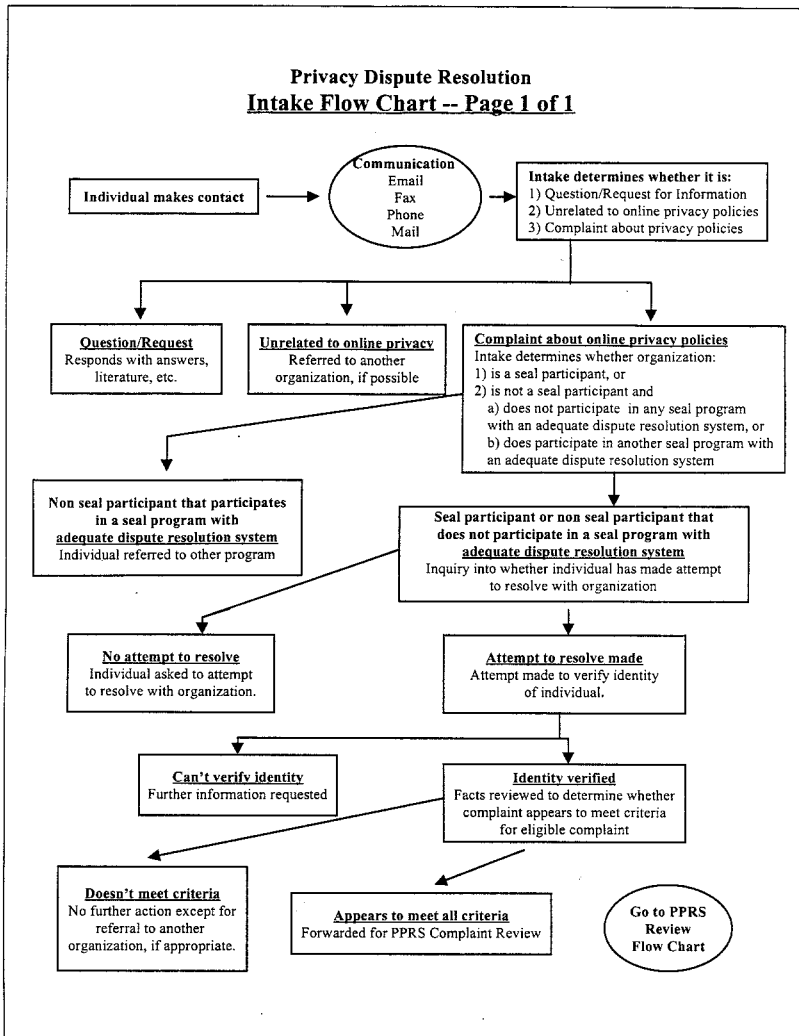 Privacy Dispute Resolution
Intake Flow Chart -- Page 1 of 1
Individual makes contact
Communication
Email
Fax
Phone
Mail
Intake determines whether it is:
1) Question/Request for Information
2) Unrelated to online privacy policies
3) Complaint about privacy policies
Question/Request
Responds with answers,
literature, etc.
Unrelated to online privacy
Referred to another
organization, if possible
Complaint about online privacy policies
Intake determines whether organization:
1) is a seal participant, or
2) is not a seal participant and
a) does not participate in any seal program
with an adequate dispute resolution system, or
b) does participate in another seal program with
an adequate dispute resolution system
Non seal participant that participates
in a seal program with
adequate dispute resolution system
Individual referred to other program
Seal participant or non seal participant that
does not participate in a seal program with
adequate dispute resolution system
Inquiry into whether individual has made attempt
to resolve with organization
No attempt to resolve
Individual asked to attempt
to resolve with organization.
Attempt to resolve made
Attempt made to verify identity
of individual.
Can't verify identity
Further information requested
Identity verified
Facts reviewed to determine whether
complaint appears to meet criteria
for eligible complaint
Doesn't meet criteria
No further action except for
referral to another
organization, if appropriate.
Appears to meet all criteria
Forwarded for PPRS Complaint Review
Go to PPRS
Review
Flow Chart